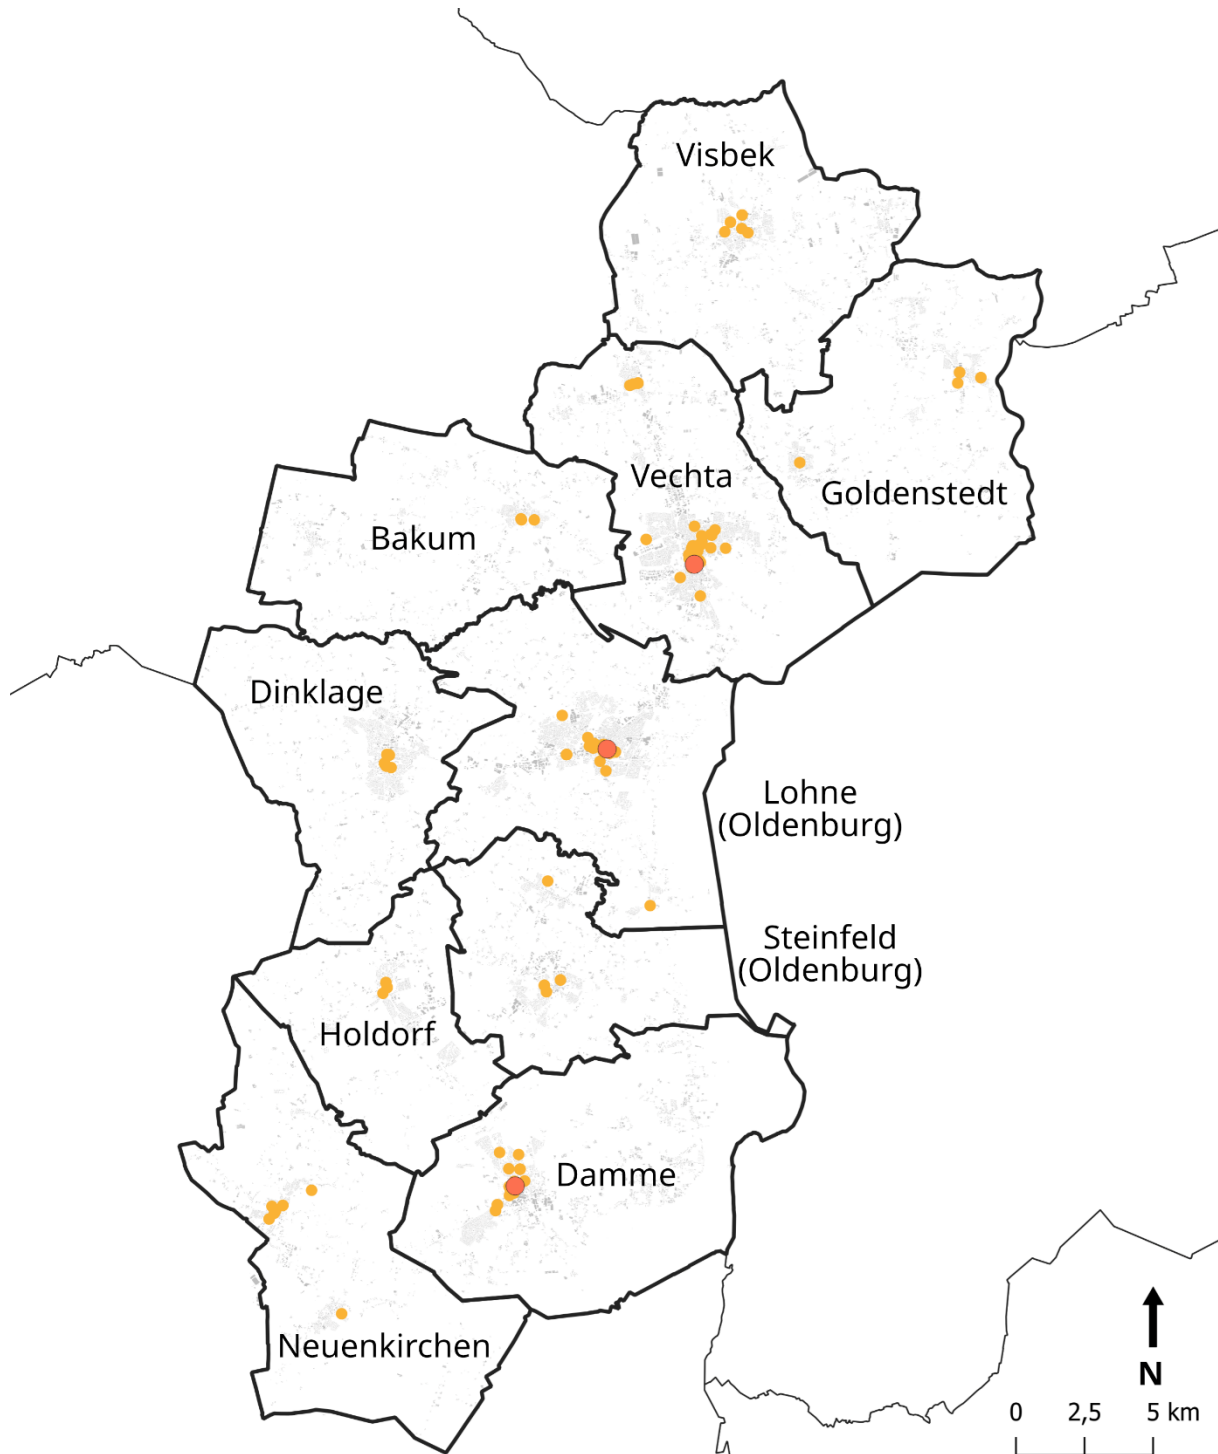 Visbek
Vechta
Goldenstedt
Bakum
Dinklage
Lohne
(Oldenburg)
Steinfeld
(Oldenburg)
Holdorf
Damme
Neuenkirchen
N
0 2,5 5 km